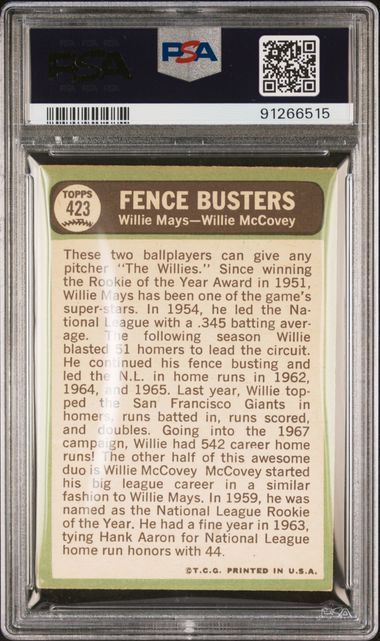 PSA
PSA
91266515
TOPPS
423
FENCE BUSTERS
Willie Mays—Willie McCovey
These two ballplayers can give any
pitcher "The Willies." Since winning
the Rookie of the Year Award in 1951,
Willie Mays has been one of the game's
super-stars. In 1954, he led the Na-
tional League with a .345 batting aver-
age. The following season Willie
blasted 51 homers to lead the circuit.
He continued his fence busting and
led the N.L. in home runs in 1962,
1964, and 1965. Last year, Willie top-
ped the San Francisco Giants in
homers, runs batted in, runs scored,
and doubles. Going into the 1967
campaign, Willie had 542 career home
runs! The other half of this awesome
duo is Willie McCovey McCovey started
his big league career in a similar
fashion to Willie Mays. In 1959, he was
named as the National League Rookie
of the Year. He had a fine year in 1963,
tying Hank Aaron for National League
home run honors with 44.
©T.C.G. PRINTED IN U.S.A.